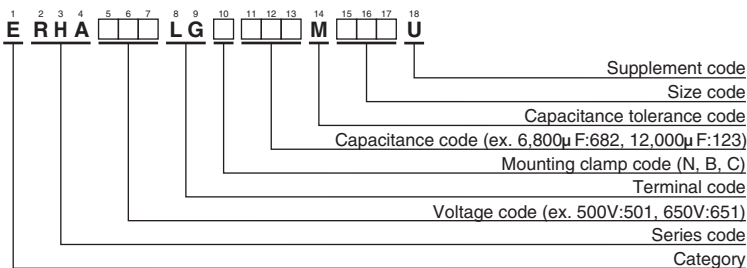 1 2 3 4 5 6 7 8 9 10 11 12 13 14 15 16 17 18
E R H A □□□ L G □ □□□ M □□□ U
Supplement code
Size code
Capacitance tolerance code
Capacitance code (ex. 6,800μF:682, 12,000μF:123)
Mounting clamp code (N, B, C)
Terminal code
Voltage code (ex. 500V:501, 650V:651)
Series code
Category